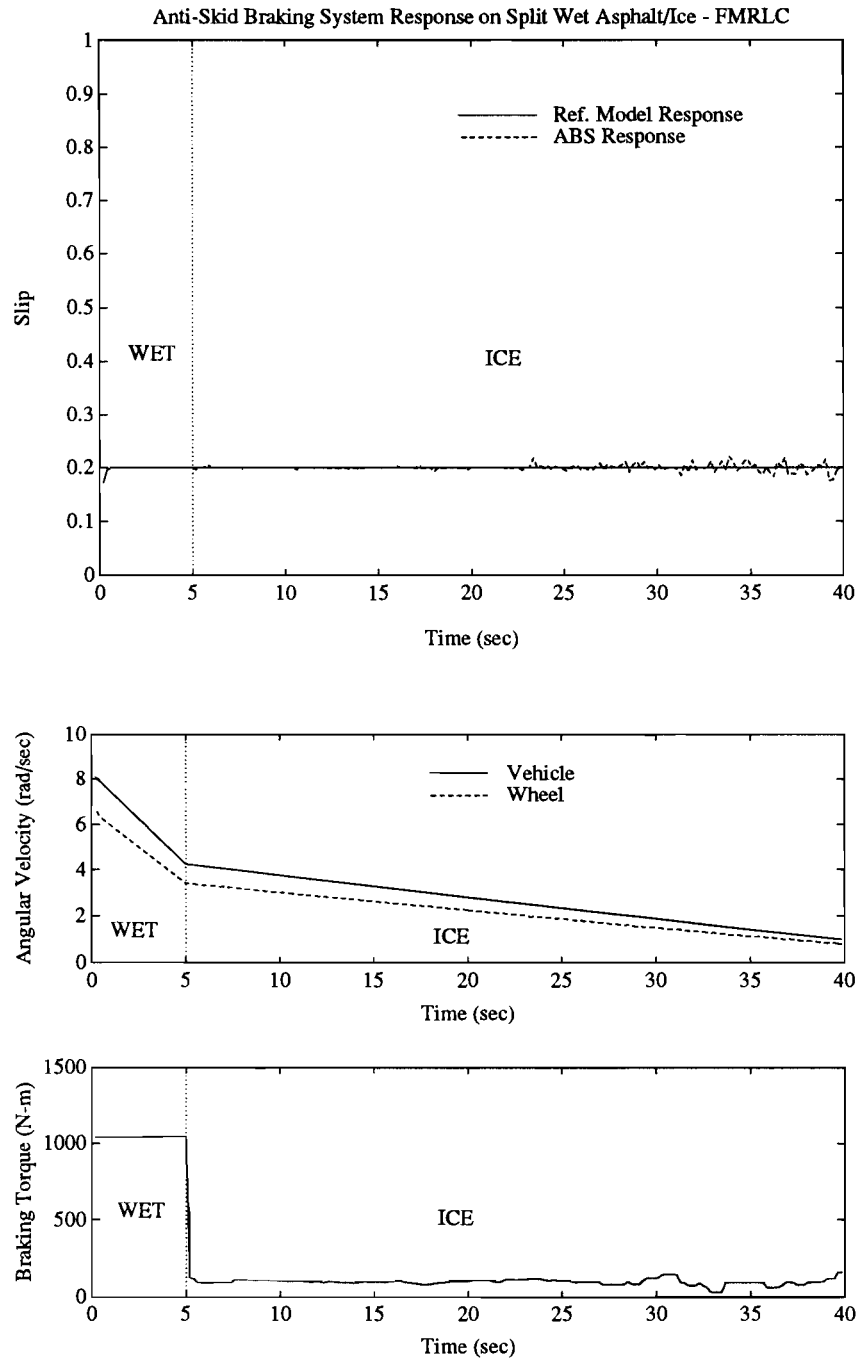 Anti-Skid Braking System Response on Split Wet Asphalt/Ice - FMRLC
1
0.9
0.8
0.7
0.6
0.5
0.4
0.3
0.2
0.1
0
Slip
Ref. Model Response
ABS Response
WET
ICE
0 5 10 15 20 25 30 35 40
Time (sec)
10
8
6
4
2
0
Angular Velocity (rad/sec)
Vehicle
Wheel
WET
ICE
0 5 10 15 20 25 30 35 40
Time (sec)
1500
1000
500
0
Braking Torque (N-m)
WET
ICE
0 5 10 15 20 25 30 35 40
Time (sec)